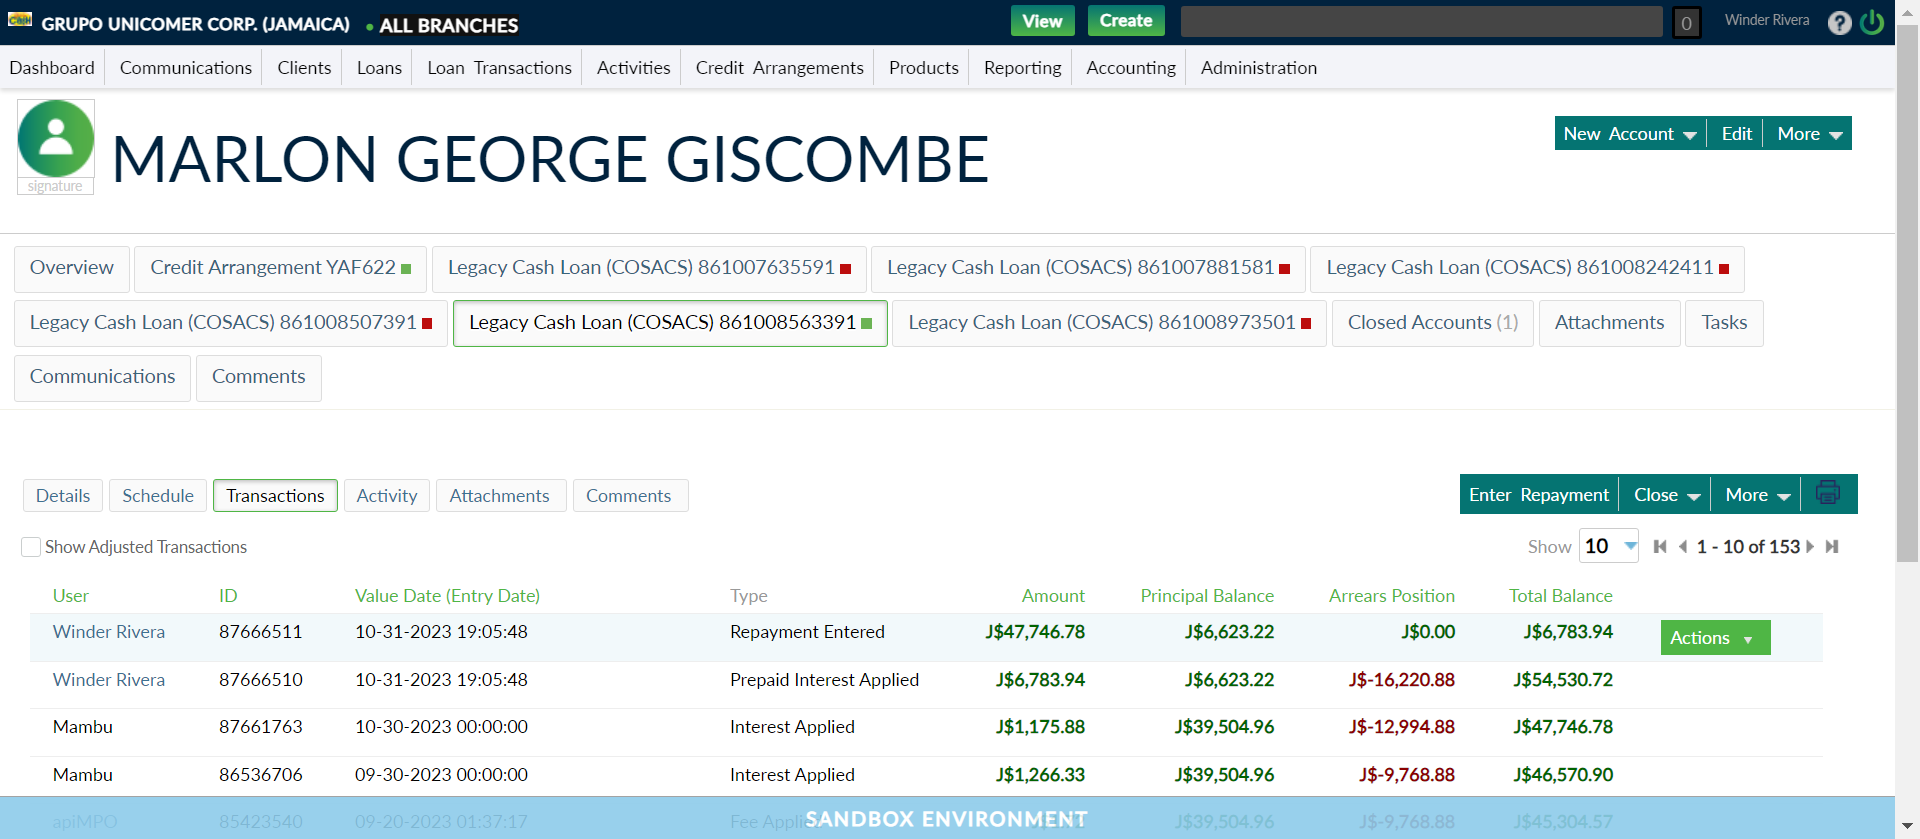 Cash GRUPO UNICOMER CORP. (JAMAICA) ALL BRANCHES View Create 0 Winder Rivera ?
Dashboard Communications Clients Loans Loan Transactions Activities Credit Arrangements Products Reporting Accounting Administration
MARLON GEORGE GISCOMBE
signature
New Account Edit More
Overview Credit Arrangement YAF622 Legacy Cash Loan (COSACS) 861007635591 Legacy Cash Loan (COSACS) 861007881581 Legacy Cash Loan (COSACS) 861008242411
Legacy Cash Loan (COSACS) 861008507391 Legacy Cash Loan (COSACS) 861008563391 Legacy Cash Loan (COSACS) 861008973501 Closed Accounts (1) Attachments Tasks
Communications Comments
Details Schedule Transactions Activity Attachments Comments Enter Repayment Close More
Show Adjusted Transactions Show 10 1 - 10 of 153
User ID Value Date (Entry Date) Type Amount Principal Balance Arrears Position Total Balance
Winder Rivera 87666511 10-31-2023 19:05:48 Repayment Entered J$47,746.78 J$6,623.22 J$0.00 J$6,783.94 Actions
Winder Rivera 87666510 10-31-2023 19:05:48 Prepaid Interest Applied J$6,783.94 J$6,623.22 J$-16,220.88 J$54,530.72
Mambu 87661763 10-30-2023 00:00:00 Interest Applied J$1,175.88 J$39,504.96 J$-12,994.88 J$47,746.78
Mambu 86536706 09-30-2023 00:00:00 Interest Applied J$1,266.33 J$39,504.96 J$-9,768.88 J$46,570.90
apiMPO 85423540 09-20-2023 01:37:17 Fee J$39,504.96 J$-9,768.88 J$45,304.57
SANDBOX ENVIRONMENT